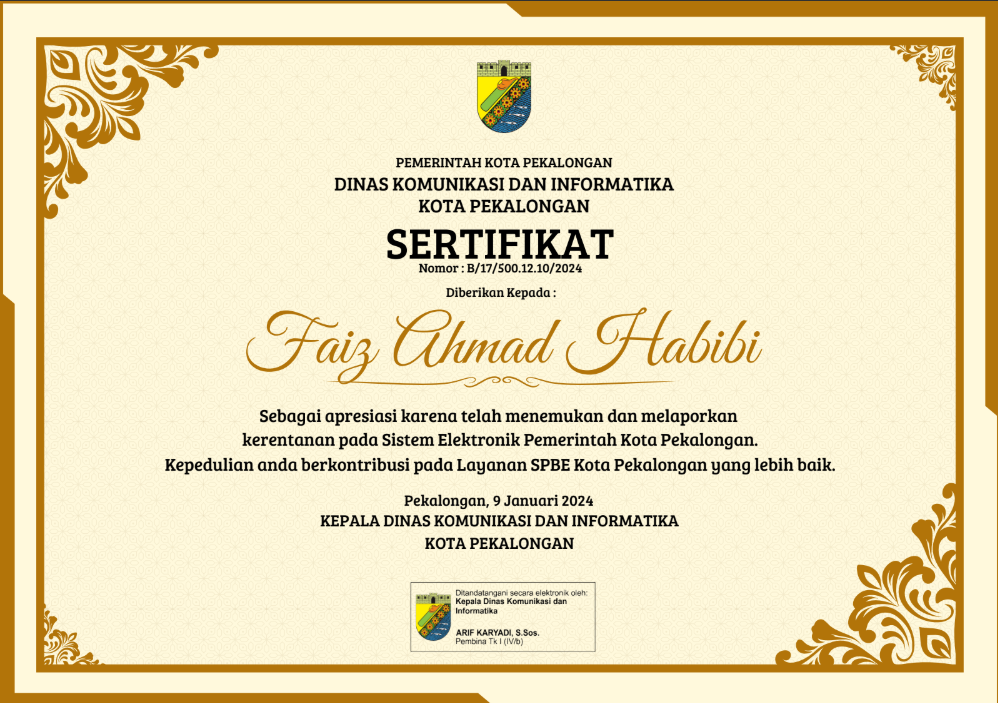 PEMERINTAH KOTA PEKALONGAN
DINAS KOMUNIKASI DAN INFORMATIKA
KOTA PEKALONGAN
SERTIFIKAT
Nomor : B/17/500.12.10/2024
Diberikan Kepada :
Faiz Ahmad Habibi
Sebagai apresiasi karena telah menemukan dan melaporkan
kerentanan pada Sistem Elektronik Pemerintah Kota Pekalongan.
Kepedulian anda berkontribusi pada Layanan SPBE Kota Pekalongan yang lebih baik.
Pekalongan, 9 Januari 2024
KEPALA DINAS KOMUNIKASI DAN INFORMATIKA
KOTA PEKALONGAN
Ditandatangani secara elektronik oleh:
Kepala Dinas Komunikasi dan
Informatika
ARIF KARYADI, S.Sos.
Pembina Tk I (IV/b)